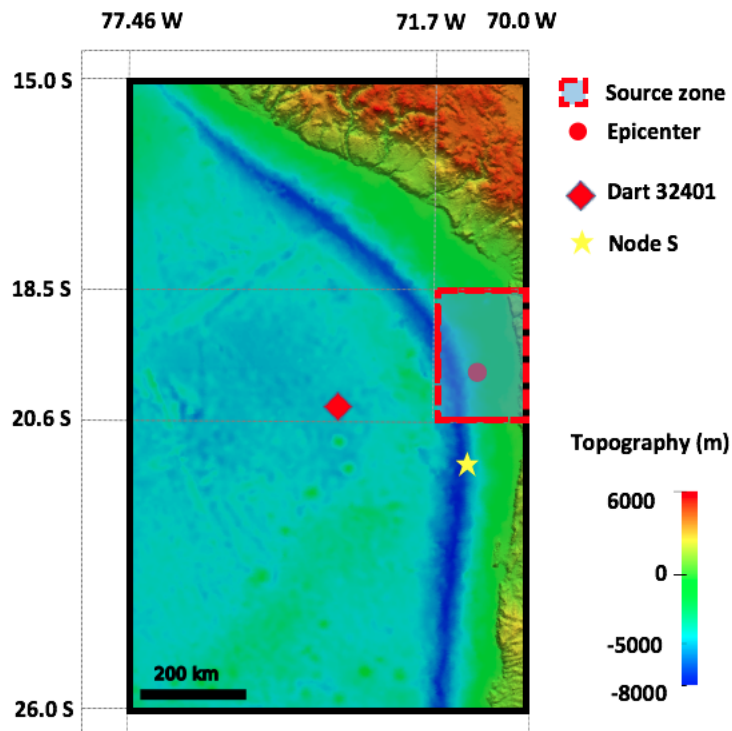 77.46 W 71.7 W 70.0 W
15.0 S
Source zone
Epicenter
Dart 32401
Node S
18.5 S
20.6 S
Topography (m)
6000
0
-5000
-8000
200 km
26.0 S